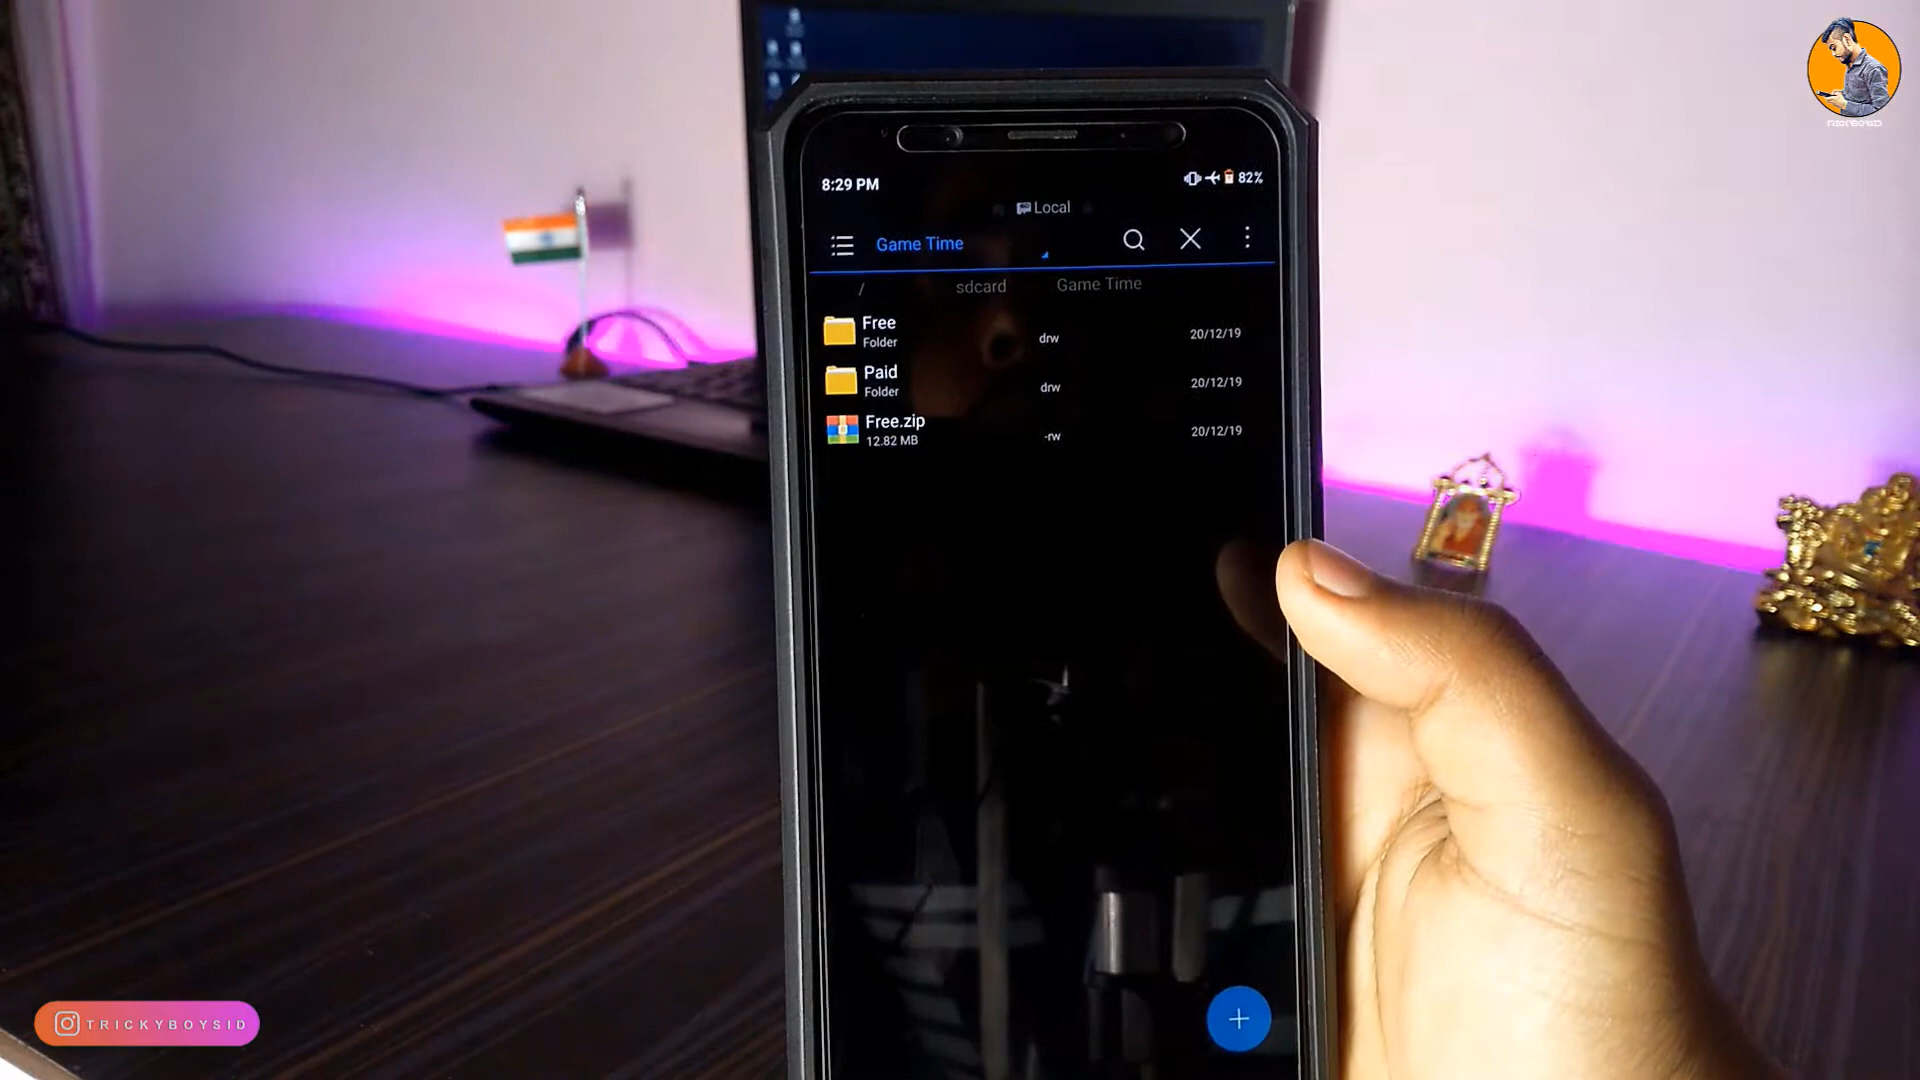 8:29 PM
82%
Local
Game Time
/ sdcard Game Time
Free
Folder
drw
20/12/19
Paid
Folder
drw
20/12/19
Free.zip
12.82 MB
-rw
20/12/19
TRICKYBOYSID